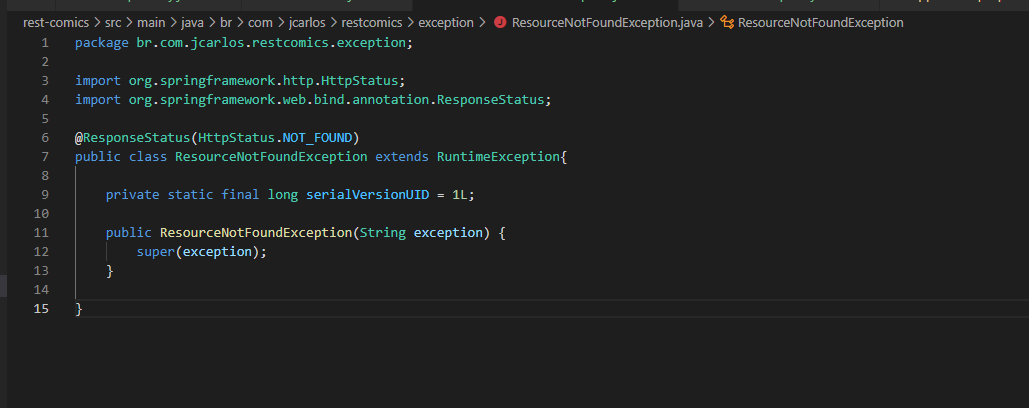 rest-comics > src > main > java > br > com > jcarlos > restcomics > exception > J ResourceNotFoundException.java > ResourceNotFoundException
1 package br.com.jcarlos.restcomics.exception;
2
3 import org.springframework.http.HttpStatus;
4 import org.springframework.web.bind.annotation.ResponseStatus;
5
6 @ResponseStatus(HttpStatus.NOT_FOUND)
7 public class ResourceNotFoundException extends RuntimeException{
8
9 private static final long serialVersionUID = 1L;
10
11 public ResourceNotFoundException(String exception) {
12 super(exception);
13 }
14
15 }